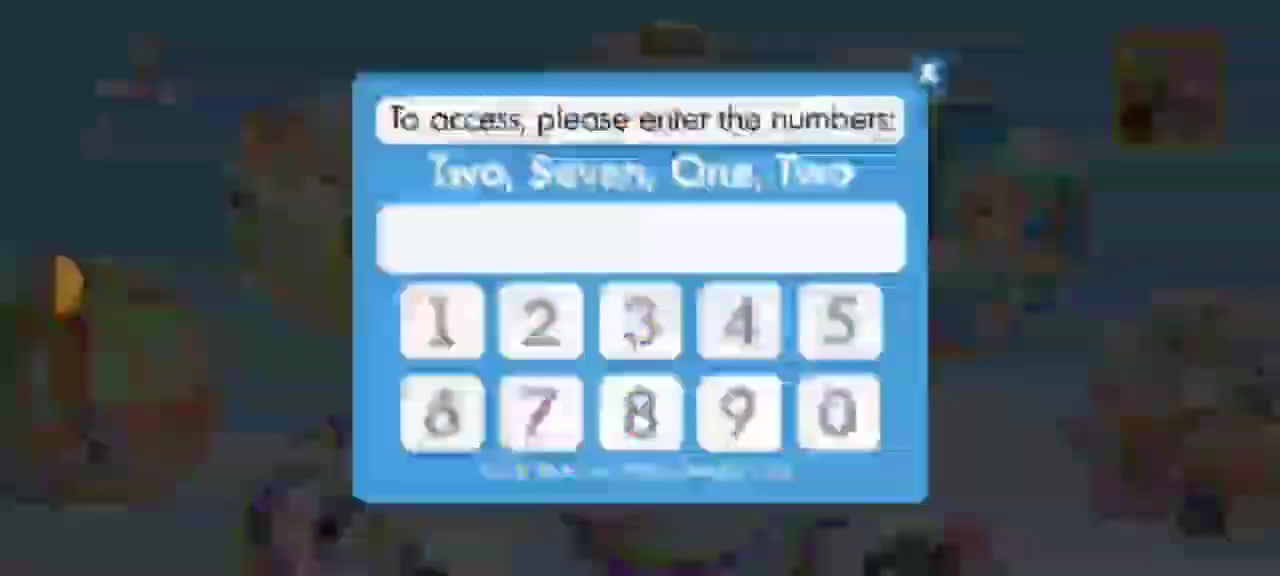 To access, please enter the numbers:
Two, Seven, One, Two
1 2 3 4 5
6 7 8 9 0